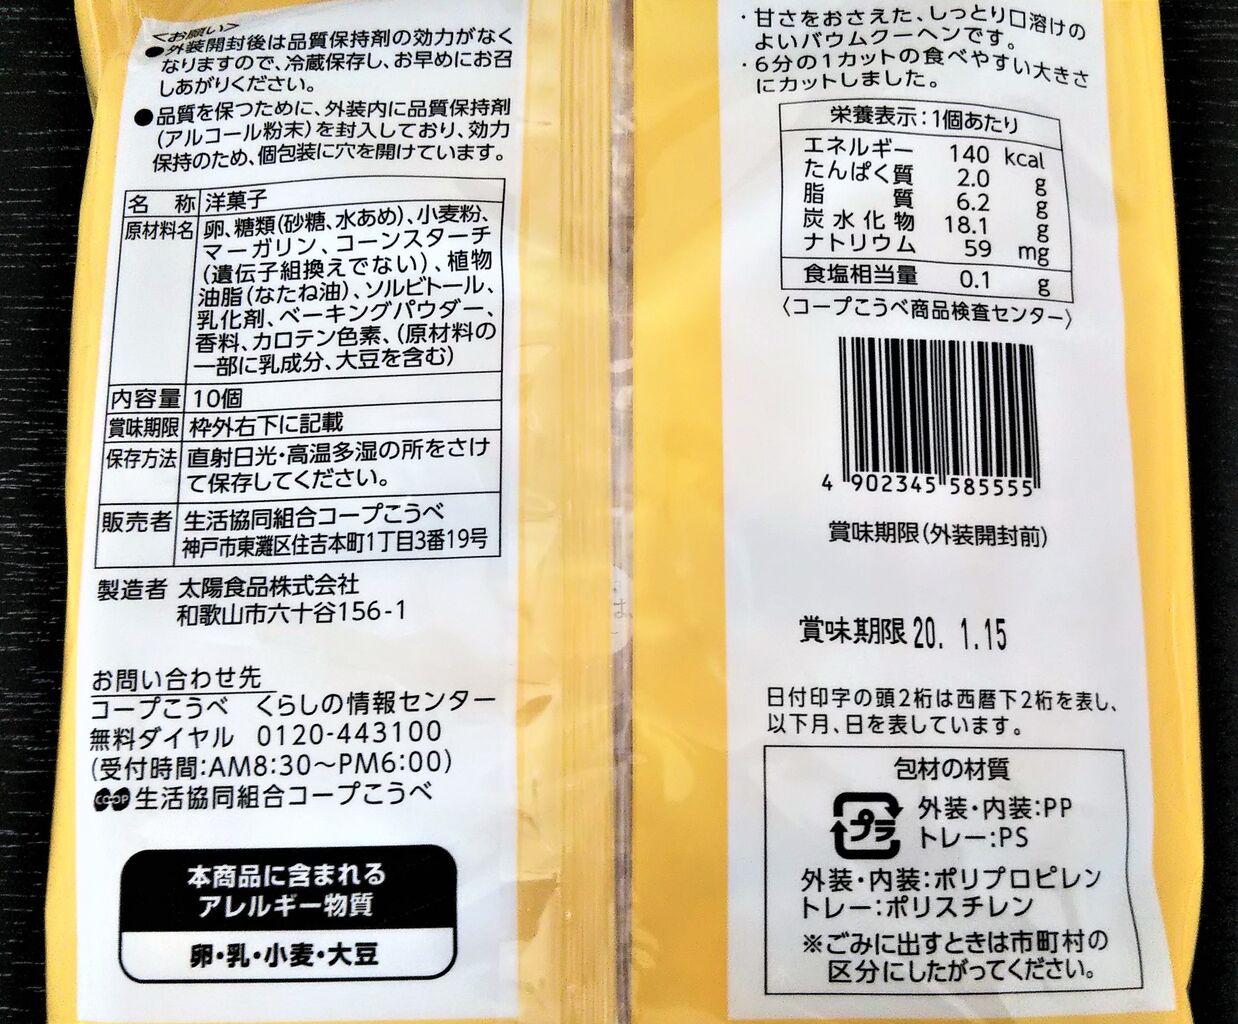 <お願い>
●外装開封後は品質保持剤の効力がなく
なりますので、冷蔵保存し、お早めにお召
しあがりください。
●品質を保つために、外装内に品質保持剤
(アルコール粉末)を封入しており、効力
保持のため、個包装に穴を開けています。
名 称 洋菓子
原材料名 卵、糖類(砂糖、水あめ)、小麦粉、
マーガリン、コーンスターチ
(遺伝子組換えでない)、植物
油脂(なたね油)、ソルビトール、
乳化剤、ベーキングパウダー、
香料、カロテン色素、(原材料の
一部に乳成分、大豆を含む)
内容量 10個
賞味期限 枠外右下に記載
保存方法 直射日光・高温多湿の所をさけ
て保存してください。
販売者 生活協同組合コープこうべ
神戸市東灘区住吉本町1丁目3番19号
製造者 太陽食品株式会社
和歌山市六十谷156-1
お問い合わせ先
コープこうべ くらしの情報センター
無料ダイヤル 0120-443100
(受付時間:AM8:30〜PM6:00)
CO・OP 生活協同組合コープこうべ
本商品に含まれる
アレルギー物質
卵・乳・小麦・大豆
・甘さをおさえた、しっとり口溶けの
よいバウムクーヘンです。
・6分の1カットの食べやすい大きさ
にカットしました。
栄養表示:1個あたり
エネルギー 140 kcal
たんぱく質 2.0 g
脂質 6.2 g
炭水化物 18.1 g
ナトリウム 59 mg
食塩相当量 0.1 g
〈コープこうべ商品検査センター〉
4 902345 585555
賞味期限(外装開封前)
賞味期限 20. 1.15
日付印字の頭2桁は西暦下2桁を表し、
以下月、日を表しています。
包材の材質
プラ 外装・内装:PP
トレー:PS
外装・内装:ポリプロピレン
トレー:ポリスチレン
※ごみに出すときは市町村の
区分にしたがってください。